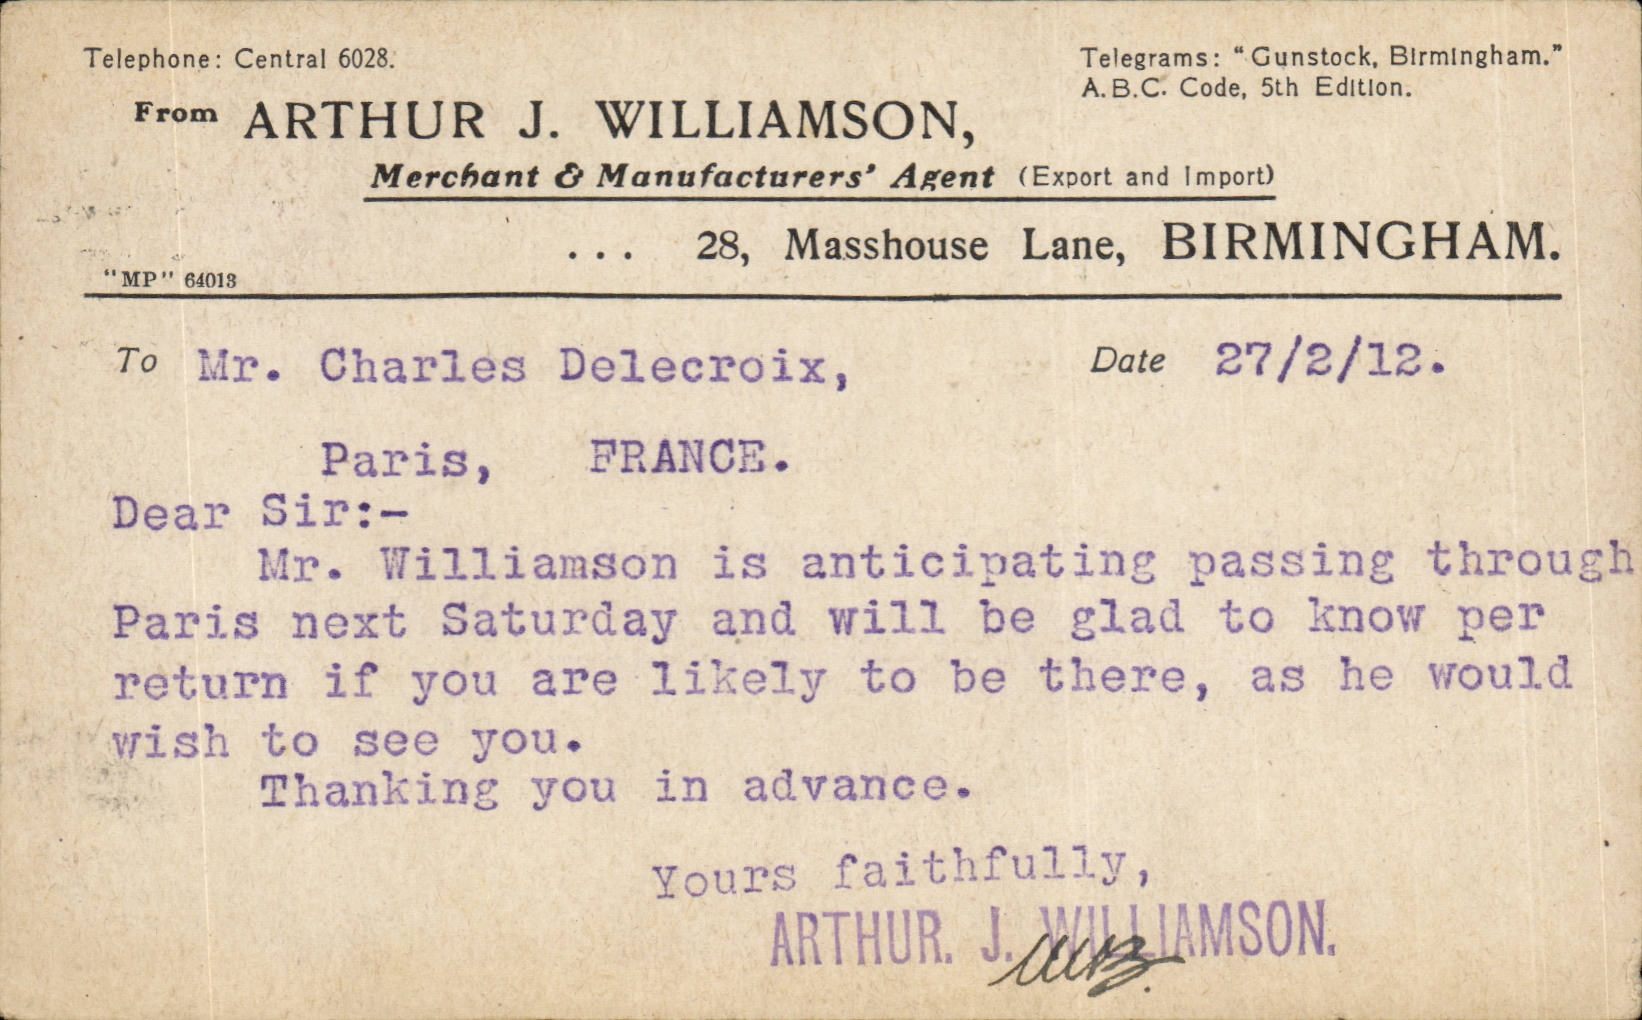 Telephone: Central 6028.
Telegrams: "Gunstock, Birmingham."
A.B.C. Code, 5th Edition.
From ARTHUR J. WILLIAMSON,
Merchant & Manufacturers' Agent (Export and Import)
... 28, Masshouse Lane, BIRMINGHAM.
"MP" 64013
To Mr. Charles Delecroix, Date 27/2/12.
Paris, FRANCE.
Dear Sir:-
Mr. Williamson is anticipating passing through
Paris next Saturday and will be glad to know per
return if you are likely to be there, as he would
wish to see you.
Thanking you in advance.
Yours faithfully,
ARTHUR. J. WILLIAMSON.